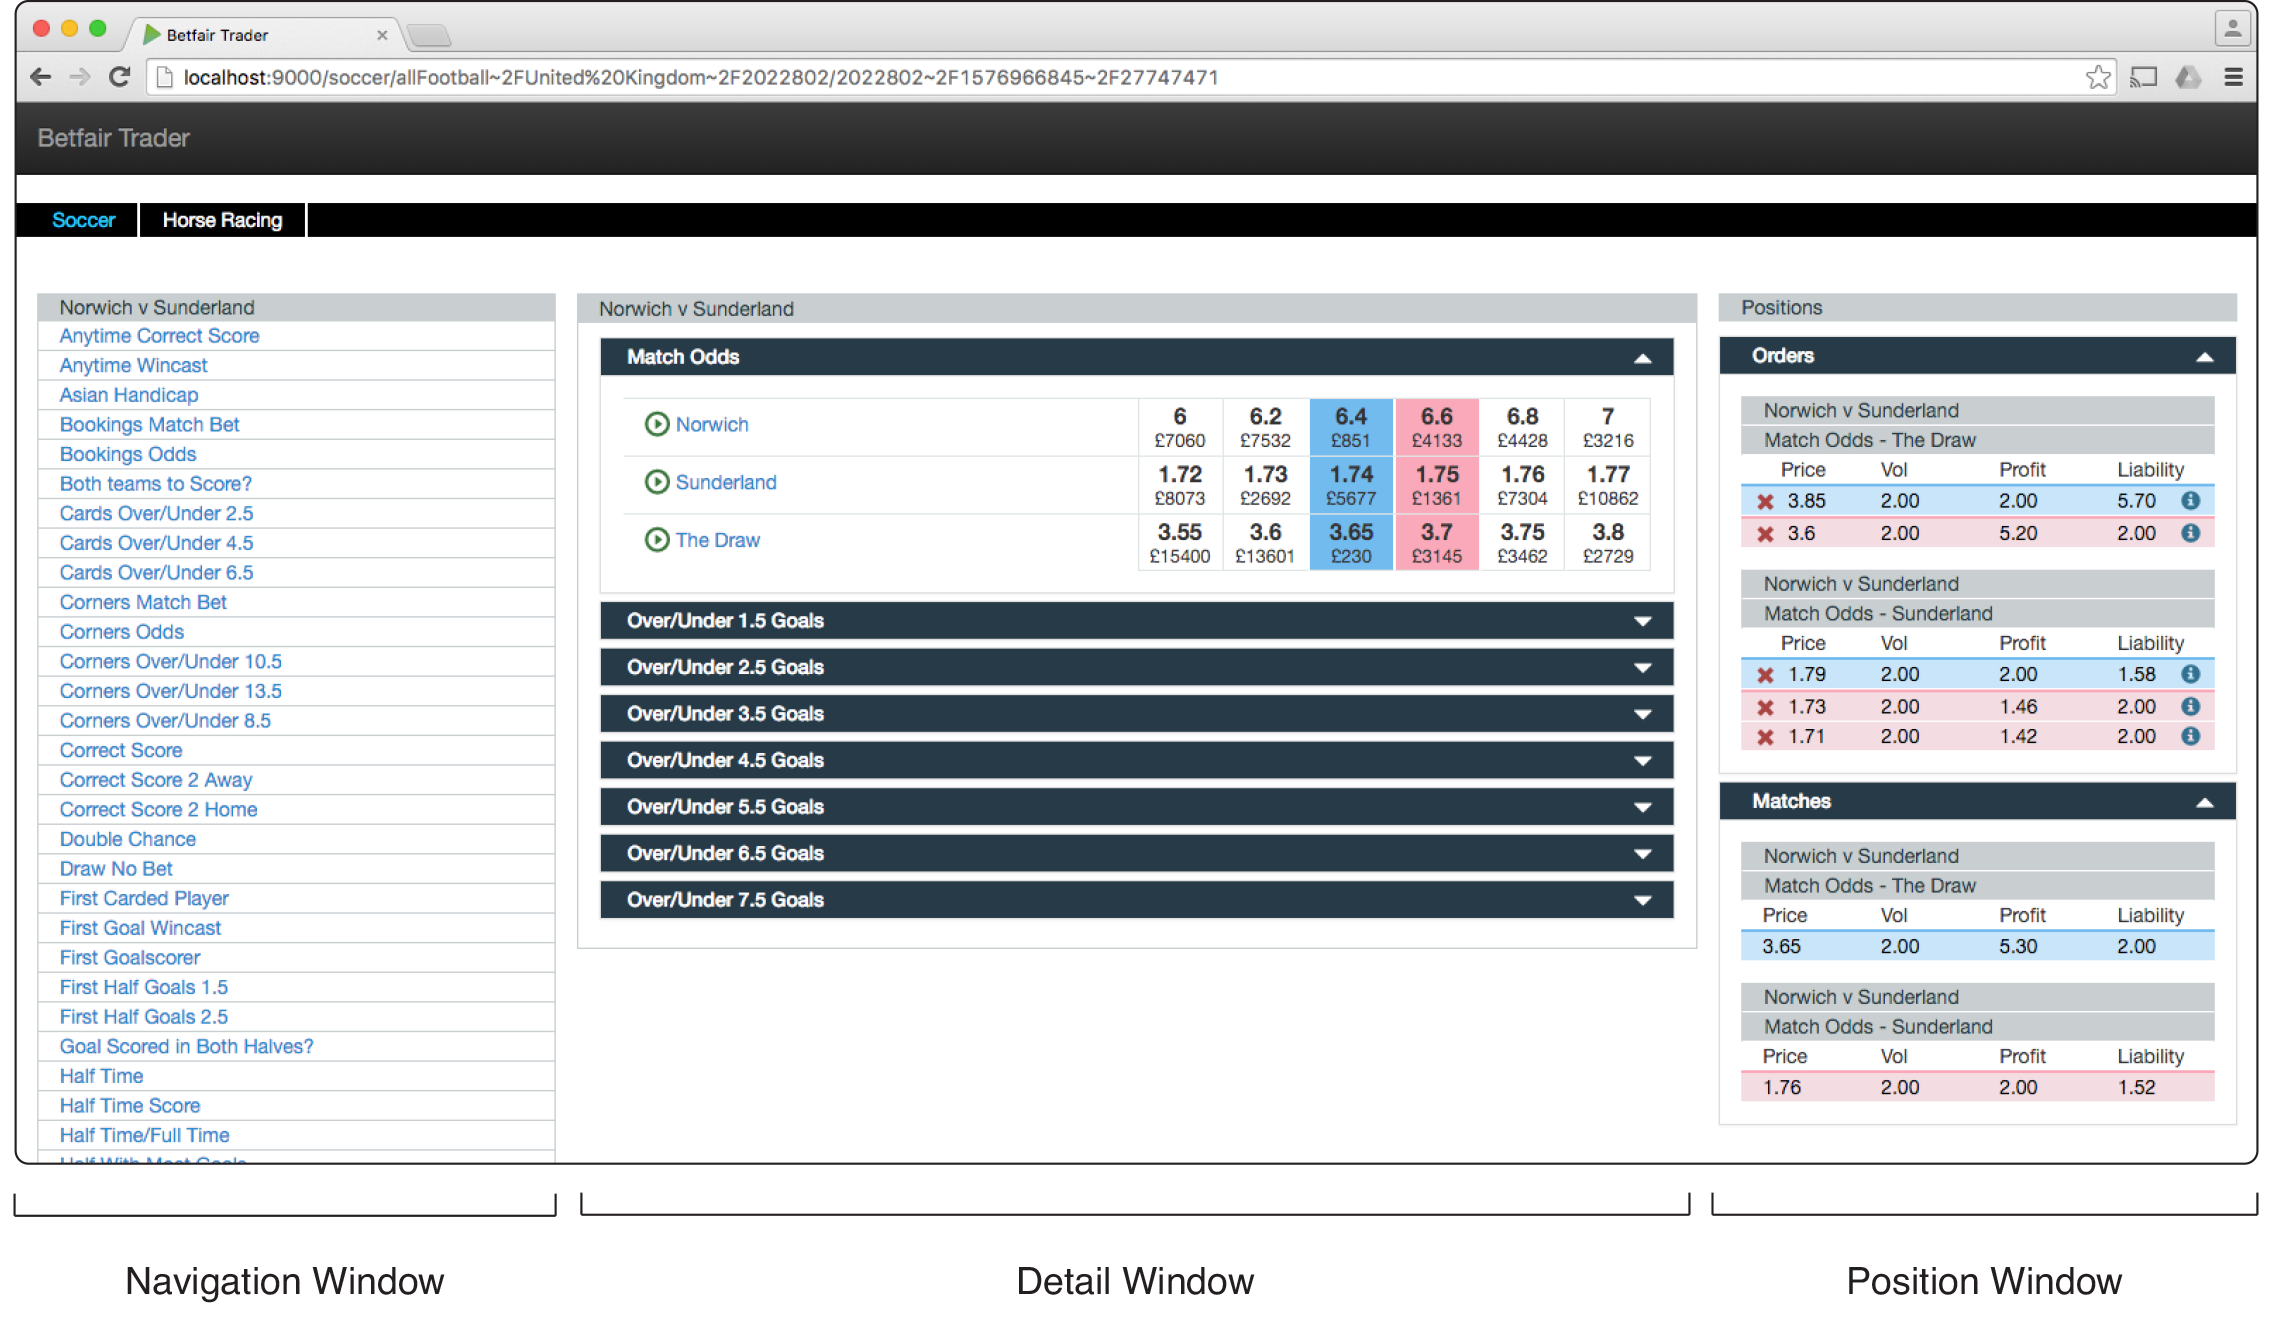 Betfair Trader
localhost:9000/soccer/allFootball~2FUnited%20Kingdom~2F2022802/2022802~2F1576966845~2F27747471
Betfair Trader
Soccer Horse Racing
Norwich v Sunderland
Anytime Correct Score
Anytime Wincast
Asian Handicap
Bookings Match Bet
Bookings Odds
Both teams to Score?
Cards Over/Under 2.5
Cards Over/Under 4.5
Cards Over/Under 6.5
Corners Match Bet
Corners Odds
Corners Over/Under 10.5
Corners Over/Under 13.5
Corners Over/Under 8.5
Correct Score
Correct Score 2 Away
Correct Score 2 Home
Double Chance
Draw No Bet
First Carded Player
First Goal Wincast
First Goalscorer
First Half Goals 1.5
First Half Goals 2.5
Goal Scored in Both Halves?
Half Time
Half Time Score
Half Time/Full Time
Half With Most Goals
Norwich v Sunderland
Match Odds
Norwich 6 6.2 6.4 6.6 6.8 7
£7060 £7532 £851 £4133 £4428 £3216
Sunderland 1.72 1.73 1.74 1.75 1.76 1.77
£8073 £2692 £5677 £1361 £7304 £10862
The Draw 3.55 3.6 3.65 3.7 3.75 3.8
£15400 £13601 £230 £3145 £3462 £2729
Over/Under 1.5 Goals
Over/Under 2.5 Goals
Over/Under 3.5 Goals
Over/Under 4.5 Goals
Over/Under 5.5 Goals
Over/Under 6.5 Goals
Over/Under 7.5 Goals
Positions
Orders
Norwich v Sunderland
Match Odds - The Draw
Price Vol Profit Liability
3.85 2.00 2.00 5.70
3.6 2.00 5.20 2.00
Norwich v Sunderland
Match Odds - Sunderland
Price Vol Profit Liability
1.79 2.00 2.00 1.58
1.73 2.00 1.46 2.00
1.71 2.00 1.42 2.00
Matches
Norwich v Sunderland
Match Odds - The Draw
Price Vol Profit Liability
3.65 2.00 5.30 2.00
Norwich v Sunderland
Match Odds - Sunderland
Price Vol Profit Liability
1.76 2.00 2.00 1.52
Navigation Window
Detail Window
Position Window